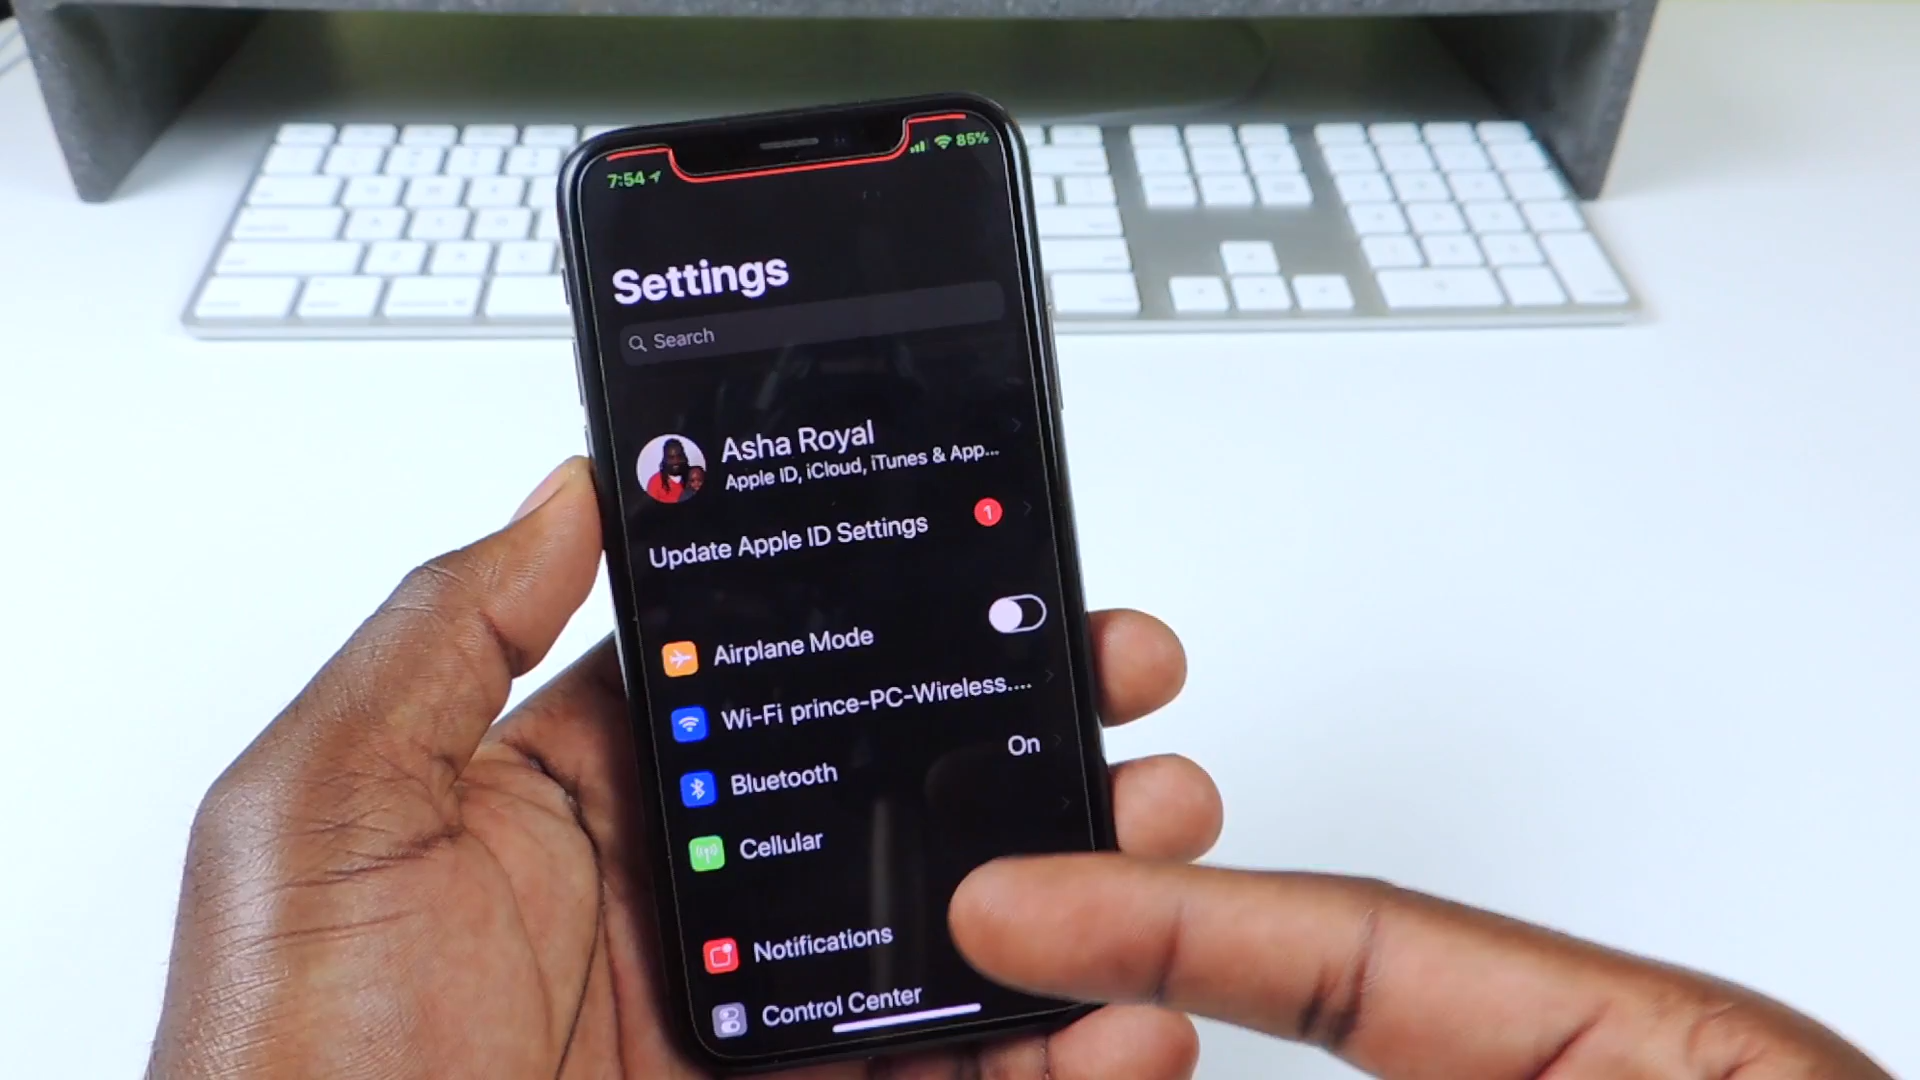 7:54
85%
Settings
Search
Asha Royal
Apple ID, iCloud, iTunes & App...
Update Apple ID Settings
1
Airplane Mode
Wi-Fi prince-PC-Wireless....
Bluetooth
On
Cellular
Notifications
Control Center